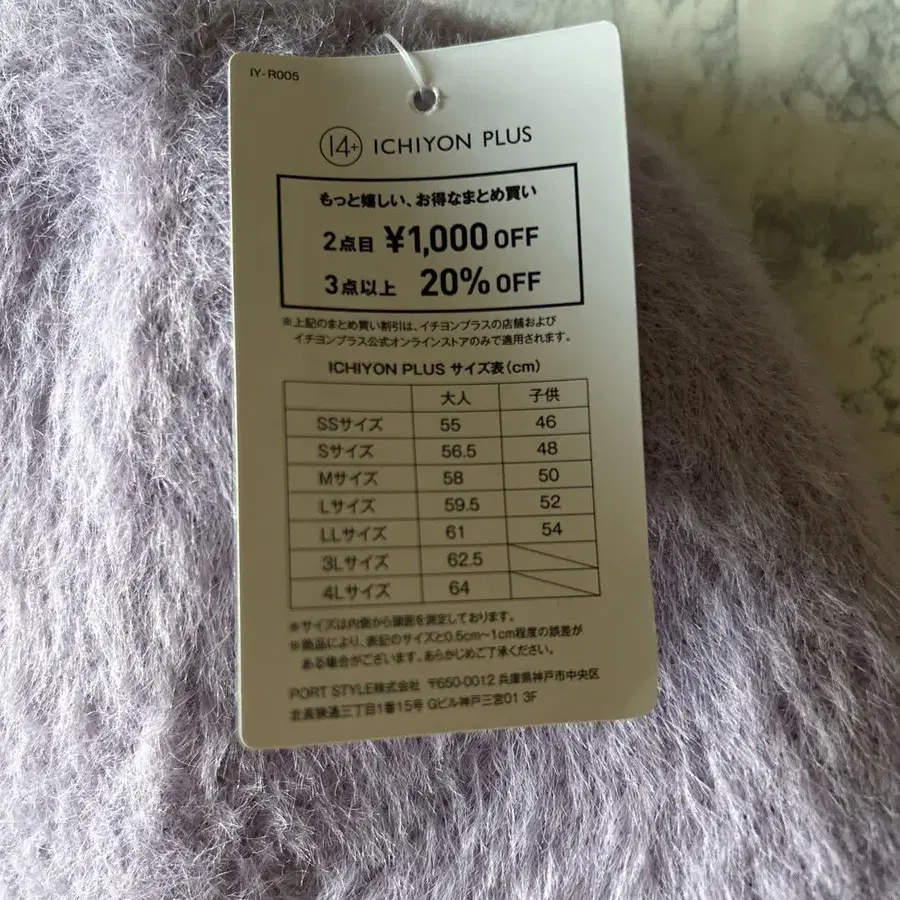 IY-R005
14+ ICHIYON PLUS
もっと嬉しい、お得なまとめ買い
2点目 ¥1,000 OFF
3点以上 20% OFF
※上記のまとめ買い割引は、イチヨンプラスの店舗および
イチヨンプラス公式オンラインストアのみで適用されます。
ICHIYON PLUS サイズ表(cm)
大人 子供
SSサイズ 55 46
Sサイズ 56.5 48
Mサイズ 58 50
Lサイズ 59.5 52
LLサイズ 61 54
3Lサイズ 62.5
4Lサイズ 64
※サイズは内側から頭囲を測定しております。
※商品により、表記のサイズと0.5cm〜1cm程度の誤差が
ある場合がございます。あらかじめご了承ください。
PORT STYLE株式会社 〒650-0012 兵庫県神戸市中央区
北長狭通三丁目1番15号 Gビル神戸三宮01 3F